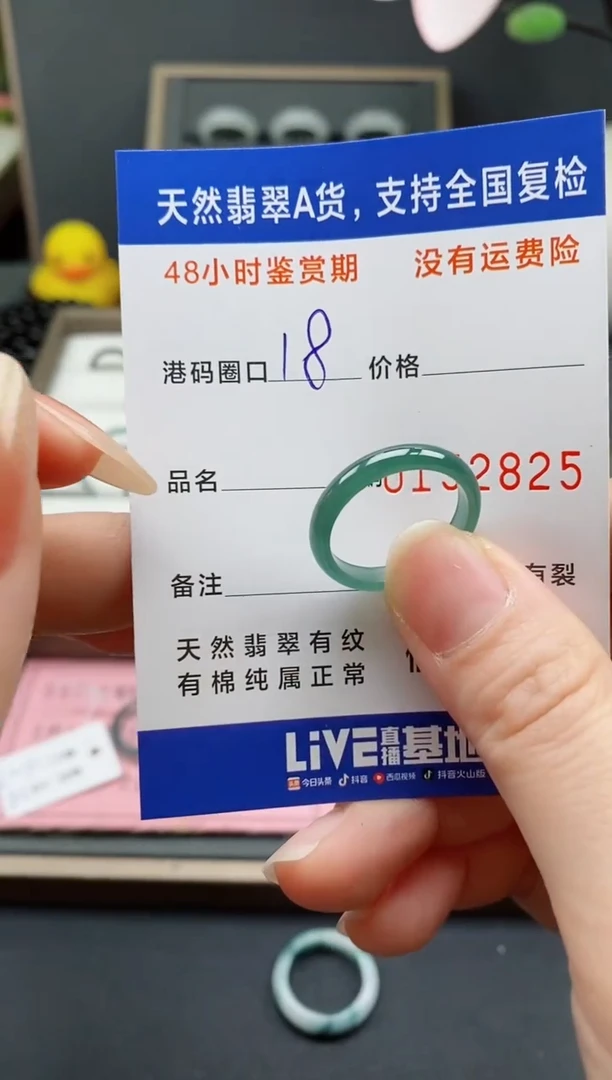 天然翡翠A货，支持全国复检
48小时鉴赏期 没有运费险
港码圈口 18 价格
品名 2825
备注 有裂
天然翡翠有纹
有棉纯属正常
LiVE直播基地
今日头条 抖音 西瓜视频 抖音火山版